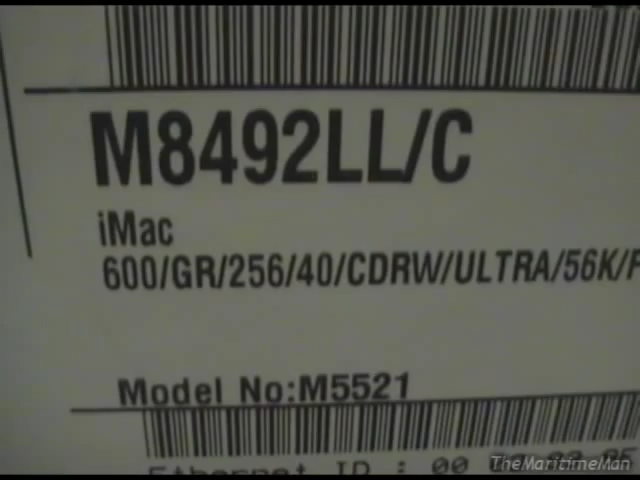 M8492LL/C
iMac
600/GR/256/40/CDRW/ULTRA/56K/F
Model No:M5521
Ethernet ID : 00
TheMaritimeMan